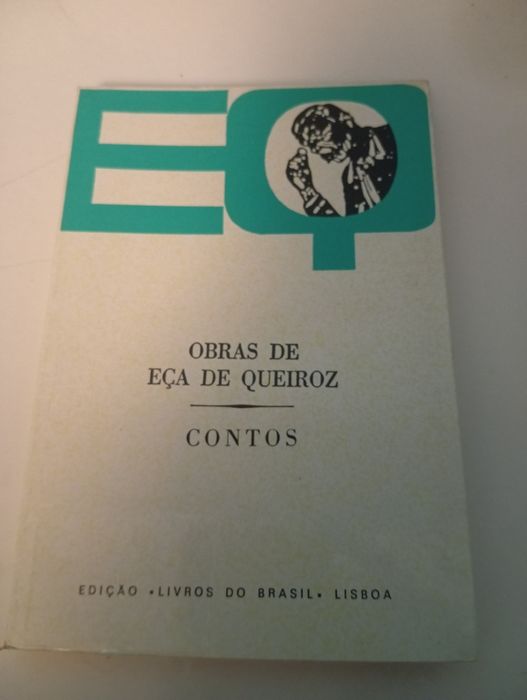 EQ
OBRAS DE
EÇA DE QUEIROZ
CONTOS
EDIÇÃO •LIVROS DO BRASIL• LISBOA